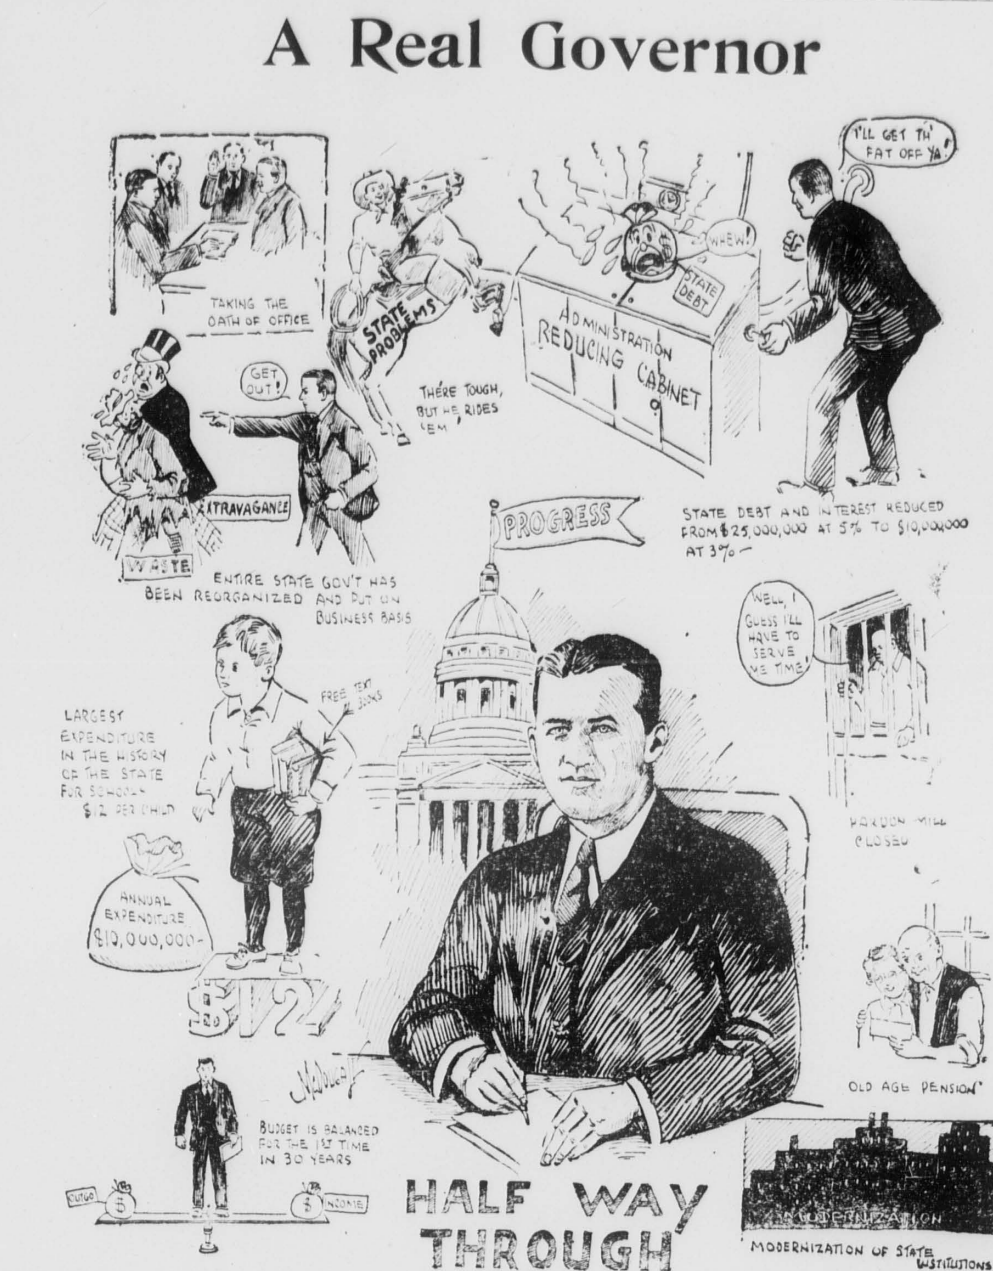 A Real Governor
TAKING THE
OATH OF OFFICE
STATE
PROBLEMS
THERE TOUGH,
BUT HE RIDES
'EM
WHEW!
STATE
DEBT
ADMINISTRATION
REDUCING CABINET
I'LL GET TH'
FAT OFF YA!
STATE DEBT AND INTEREST REDUCED
FROM $25,000,000 AT 5% TO $10,000,000
AT 3%-
GET
OUT!
EXTRAVAGANCE
WASTE
ENTIRE STATE GOV'T HAS
BEEN REORGANIZED AND PUT ON
BUSINESS BASIS
PROGRESS
LARGEST
EXPENDITURE
IN THE HISTORY
OF THE STATE
FOR SCHOOLS
$12 PER CHILD
FREE TEXT
BOOKS
ANNUAL
EXPENDITURE
$10,000,000-
$12
WELL, I
GUESS I'LL
HAVE TO
SERVE
ME TIME!
PARDON MILL
CLOSED
OLD AGE PENSION
McDougall
BUDGET IS BALANCED
FOR THE 1ST TIME
IN 30 YEARS
OUTGO
$
$
INCOME
HALF WAY
THROUGH
MODERNIZATION
MODERNIZATION OF STATE
INSTITUTIONS